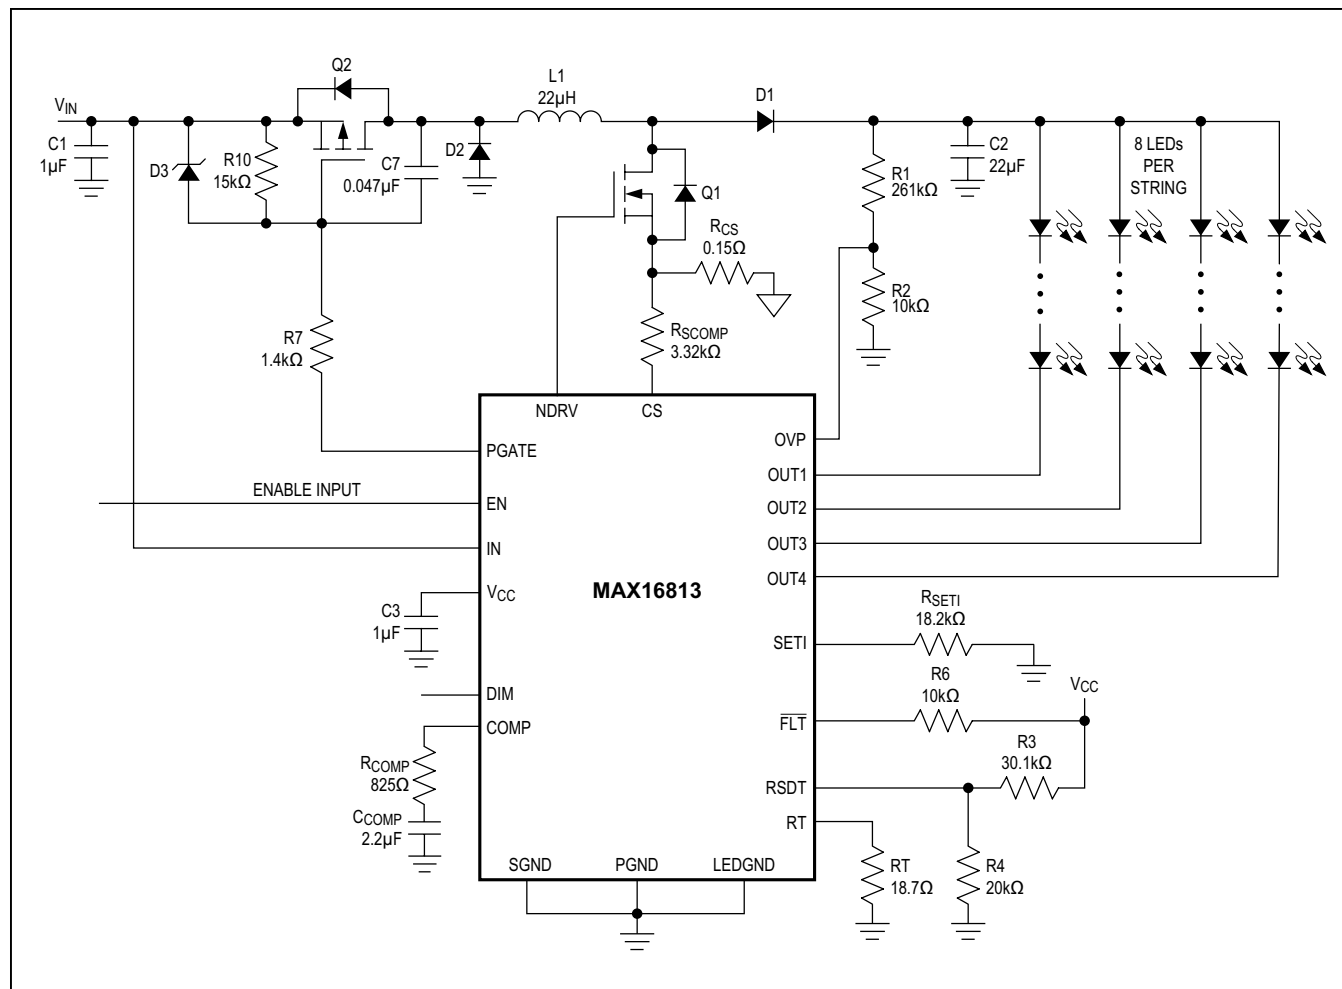 Q2
L1
22µH
D1
VIN
C1
1µF
D3
R10
15kΩ
C7
0.047µF
D2
Q1
RCS
0.15Ω
R1
261kΩ
C2
22µF
8 LEDs
PER
STRING
R2
10kΩ
R7
1.4kΩ
RSCOMP
3.32kΩ
NDRV
CS
OVP
PGATE
OUT1
ENABLE INPUT
EN
OUT2
IN
OUT3
OUT4
MAX16813
VCC
C3
1µF
RSETI
18.2kΩ
SETI
DIM
COMP
R6
10kΩ
VCC
FLT
RCOMP
825Ω
R3
30.1kΩ
RSDT
CCOMP
2.2µF
RT
SGND
PGND
LEDGND
RT
18.7Ω
R4
20kΩ